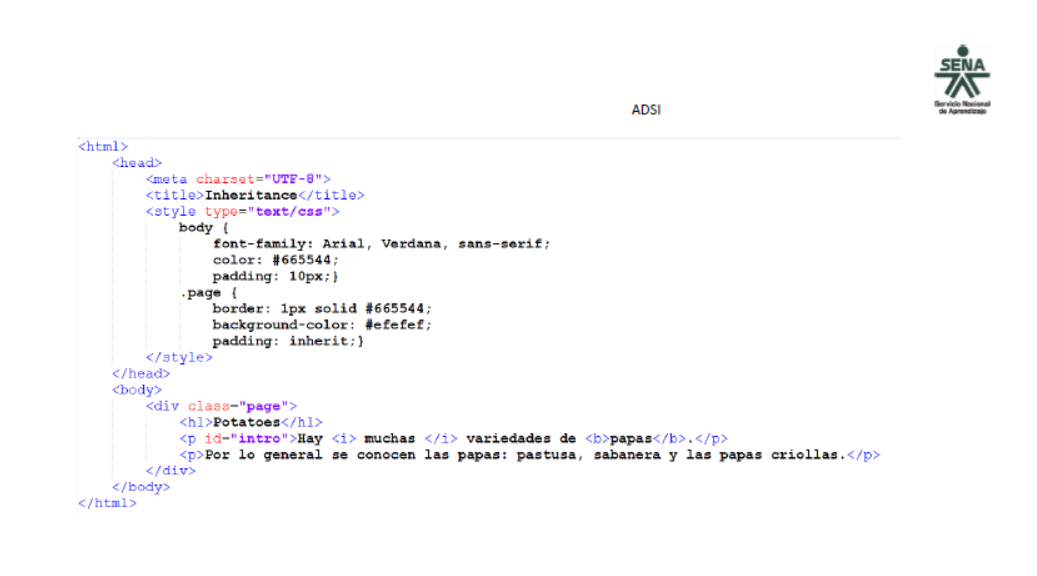 SENA
Servicio Nacional
de Aprendizaje
ADSI
<html>
    <head>
        <meta charset="UTF-8">
        <title>Inheritance</title>
        <style type="text/css">
            body {
                font-family: Arial, Verdana, sans-serif;
                color: #665544;
                padding: 10px;}
            .page {
                border: 1px solid #665544;
                background-color: #efefef;
                padding: inherit;}
        </style>
    </head>
    <body>
        <div class="page">
            <h1>Potatoes</h1>
            <p id="intro">Hay <i> muchas </i> variedades de <b>papas</b>.</p>
            <p>Por lo general se conocen las papas: pastusa, sabanera y las papas criollas.</p>
        </div>
    </body>
</html>